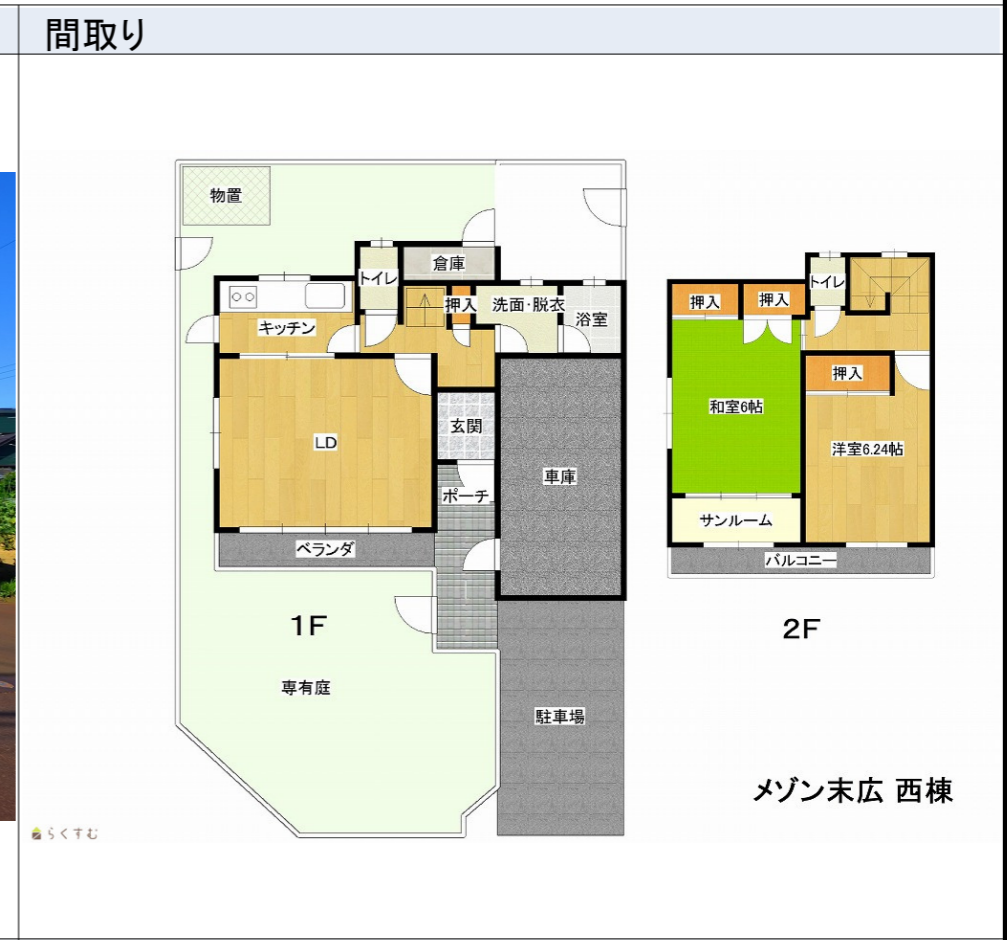 間取り
物置
倉庫
トイレ
押入
洗面・脱衣
浴室
キッチン
LD
玄関
車庫
ポーチ
ベランダ
1F
専有庭
駐車場
トイレ
押入
押入
押入
和室6帖
洋室6.24帖
サンルーム
バルコニー
2F
メゾン末広 西棟
らくすむ